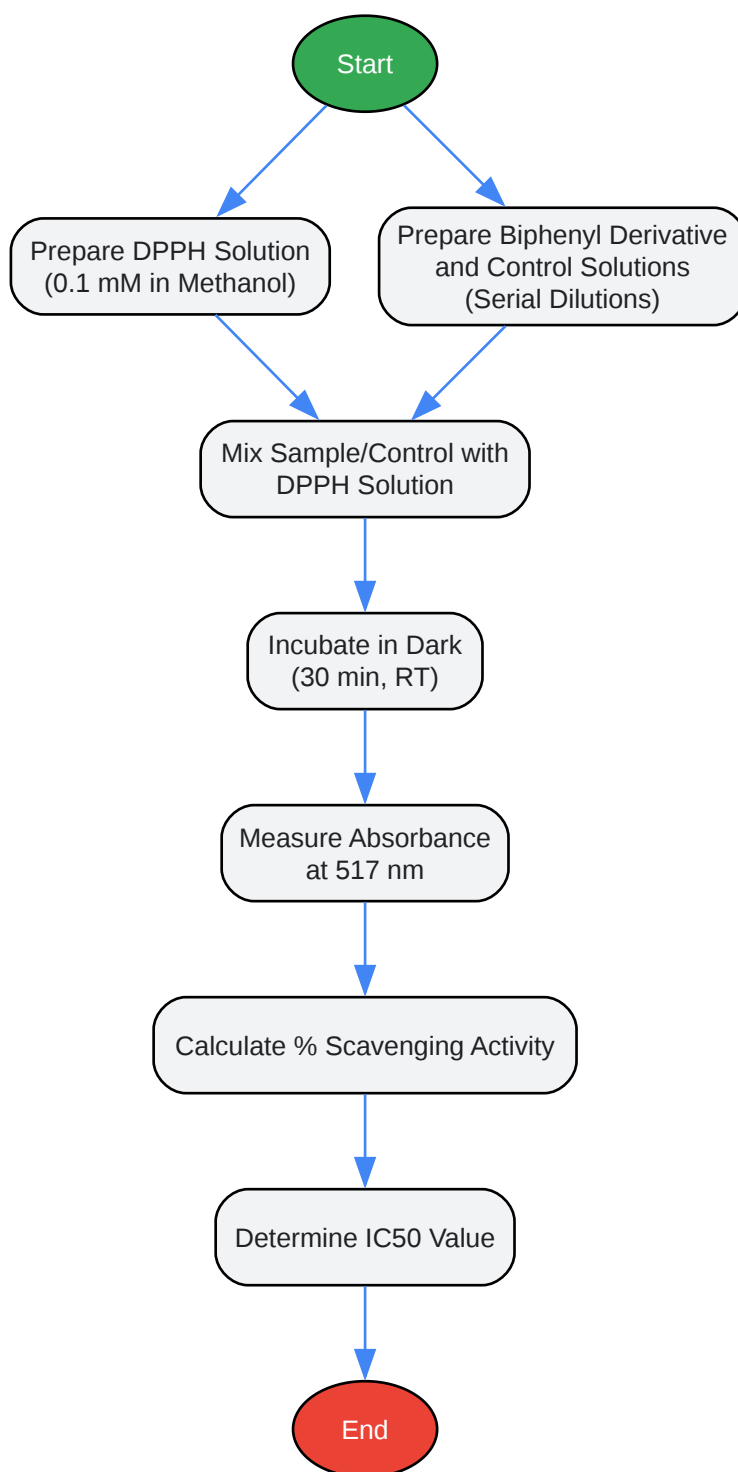 Start
Prepare DPPH Solution
(0.1 mM in Methanol)
Prepare Biphenyl Derivative
and Control Solutions
(Serial Dilutions)
Mix Sample/Control with
DPPH Solution
Incubate in Dark
(30 min, RT)
Measure Absorbance
at 517 nm
Calculate % Scavenging Activity
Determine IC50 Value
End